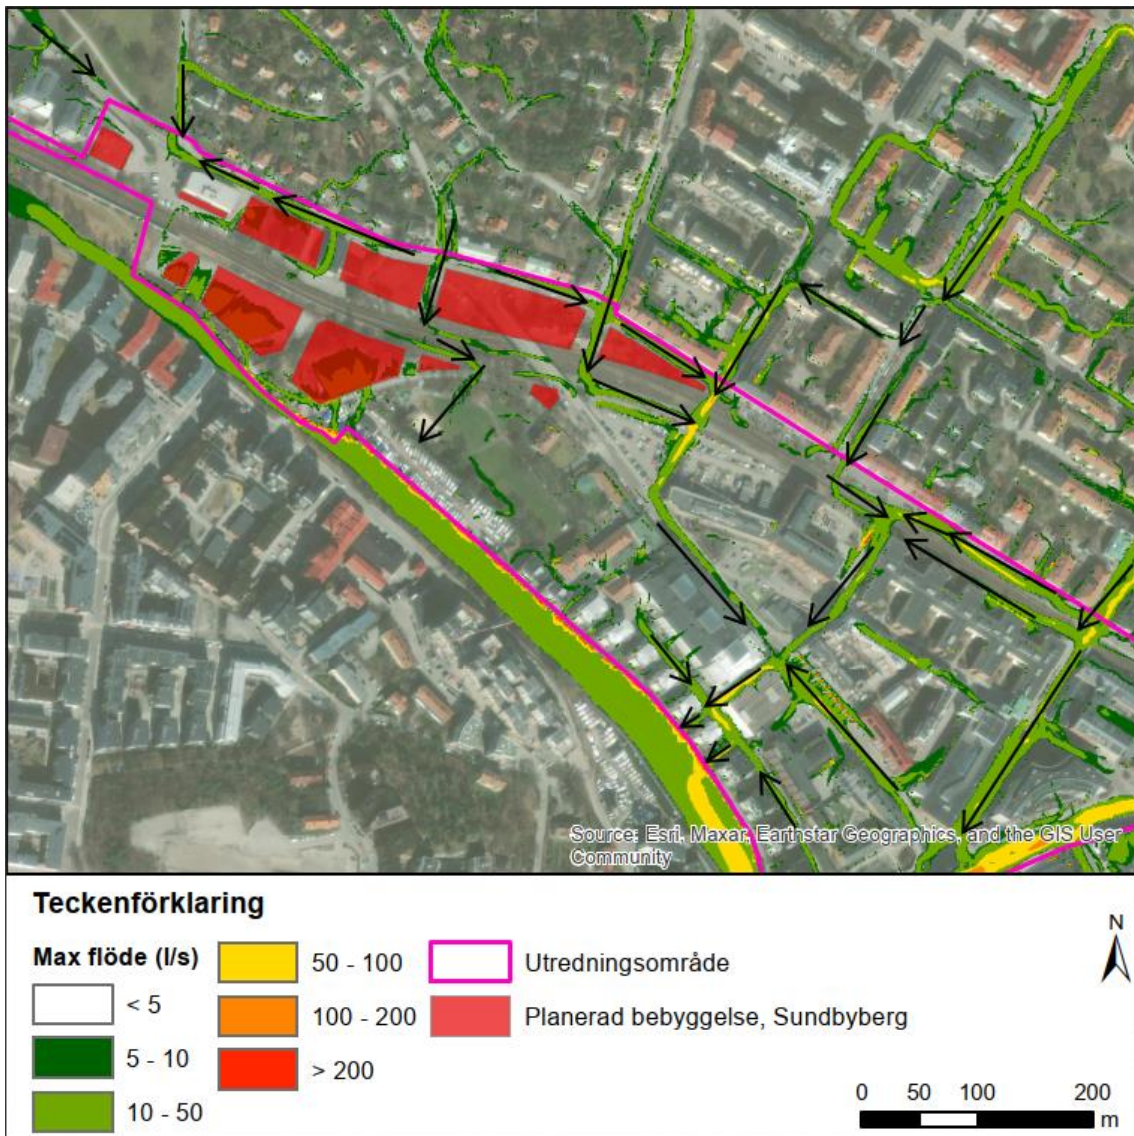 Source: Esri, Maxar, Earthstar Geographics, and the GIS User
Community
Teckenförklaring
Max flöde (l/s)
< 5
5 - 10
10 - 50
50 - 100
100 - 200
> 200
Utredningsområde
Planerad bebyggelse, Sundbyberg
N
0 50 100 200
m